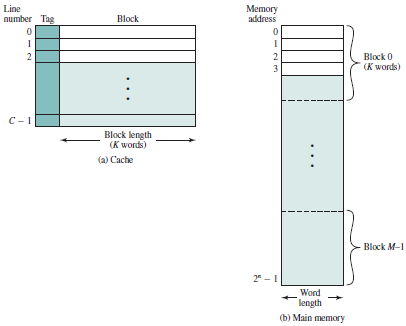 Line
number Tag Block
0
1
2
C – 1
Block length
(K words)
(a) Cache
Memory
address
0
1
2
3
Block 0
(K words)
Block M–1
2ⁿ – 1
Word
length
(b) Main memory